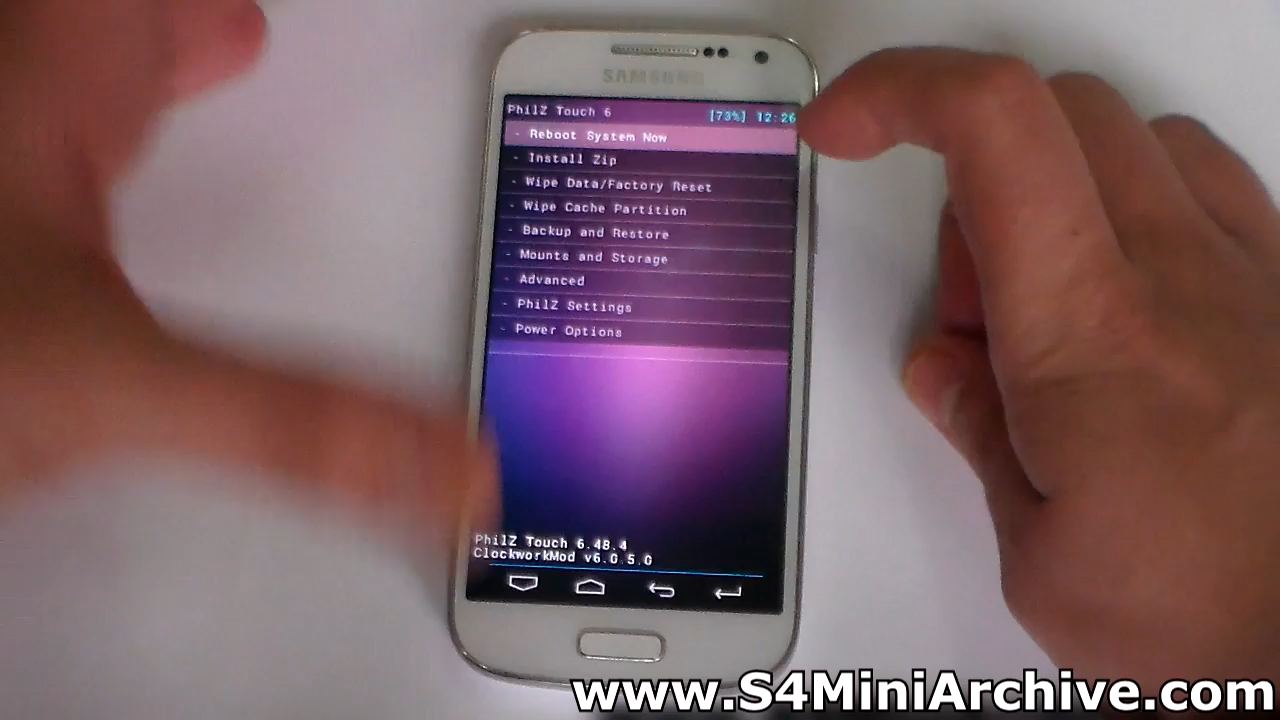 SAMSUNG
PhilZ Touch 6
[73%] 12:26
- Reboot System Now
- Install Zip
- Wipe Data/Factory Reset
- Wipe Cache Partition
- Backup and Restore
- Mounts and Storage
- Advanced
- PhilZ Settings
- Power Options
PhilZ Touch 6.48.4
ClockworkMod v6.0.5.0
www.S4MiniArchive.com